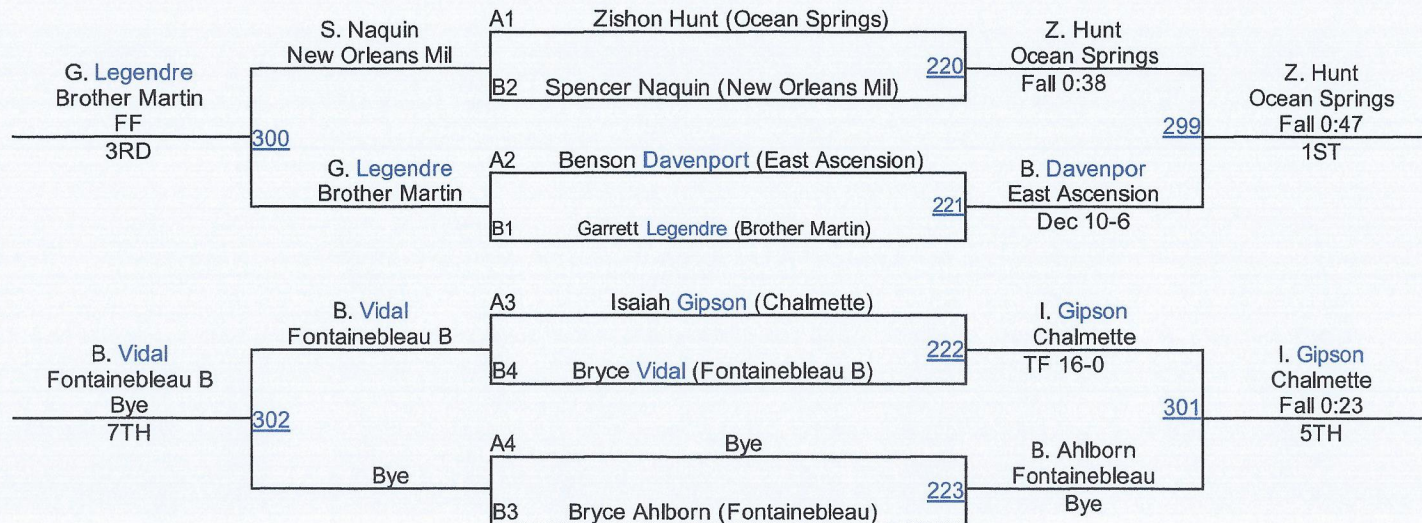 S. Naquin
New Orleans Mil
G. Legendre
Brother Martin
FF
3RD
300
G. Legendre
Brother Martin
A1
Zishon Hunt (Ocean Springs)
B2
Spencer Naquin (New Orleans Mil)
220
A2
Benson Davenport (East Ascension)
B1
Garrett Legendre (Brother Martin)
221
Z. Hunt
Ocean Springs
Fall 0:38
299
B. Davenpor
East Ascension
Dec 10-6
Z. Hunt
Ocean Springs
Fall 0:47
1ST
B. Vidal
Fontainebleau B
B. Vidal
Fontainebleau B
Bye
7TH
302
Bye
A3
Isaiah Gipson (Chalmette)
B4
Bryce Vidal (Fontainebleau B)
222
A4
Bye
B3
Bryce Ahlborn (Fontainebleau)
223
I. Gipson
Chalmette
TF 16-0
301
B. Ahlborn
Fontainebleau
Bye
I. Gipson
Chalmette
Fall 0:23
5TH